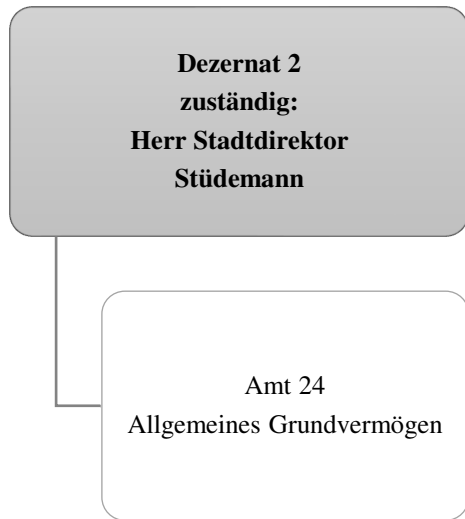 Dezernat 2
zuständig:
Herr Stadtdirektor
Stüdemann
Amt 24
Allgemeines Grundvermögen